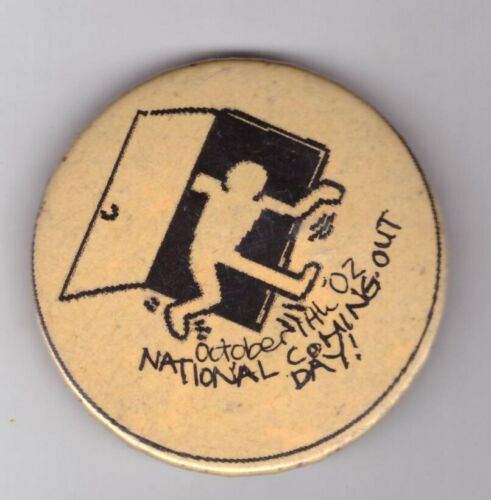 October 11th '02
NATIONAL COMING OUT
DAY!